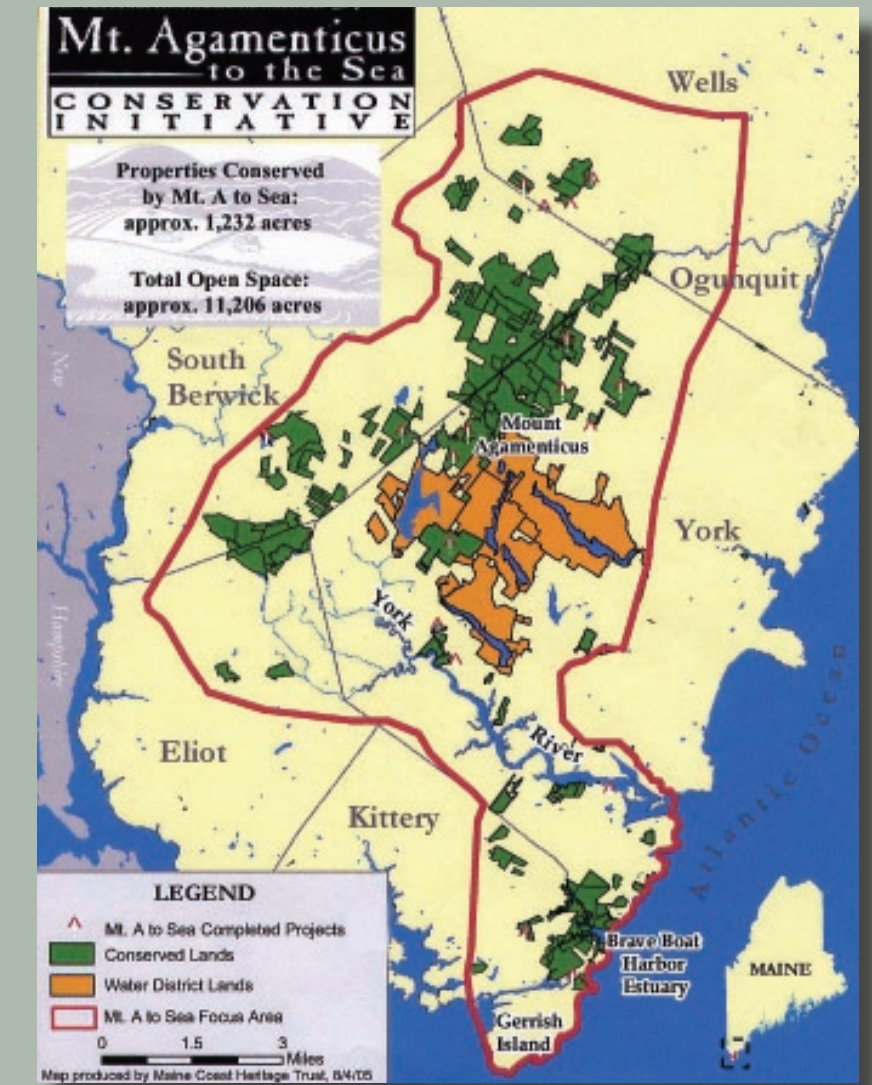 Mt. Agamenticus
to the Sea
CONSERVATION
INITIATIVE
Properties Conserved
by Mt. A to Sea:
approx. 1,232 acres
Total Open Space:
approx. 11,206 acres
Wells
Ogunquit
South
Berwick
New
Hampshire
Mount
Agamenticus
York
York
River
Eliot
Kittery
Atlantic Ocean
Brave Boat
Harbor
Estuary
Gerrish
Island
MAINE
LEGEND
Mt. A to Sea Completed Projects
Conserved Lands
Water District Lands
Mt. A to Sea Focus Area
0 1.5 3
Miles
Map produced by Maine Coast Heritage Trust, 8/4/05